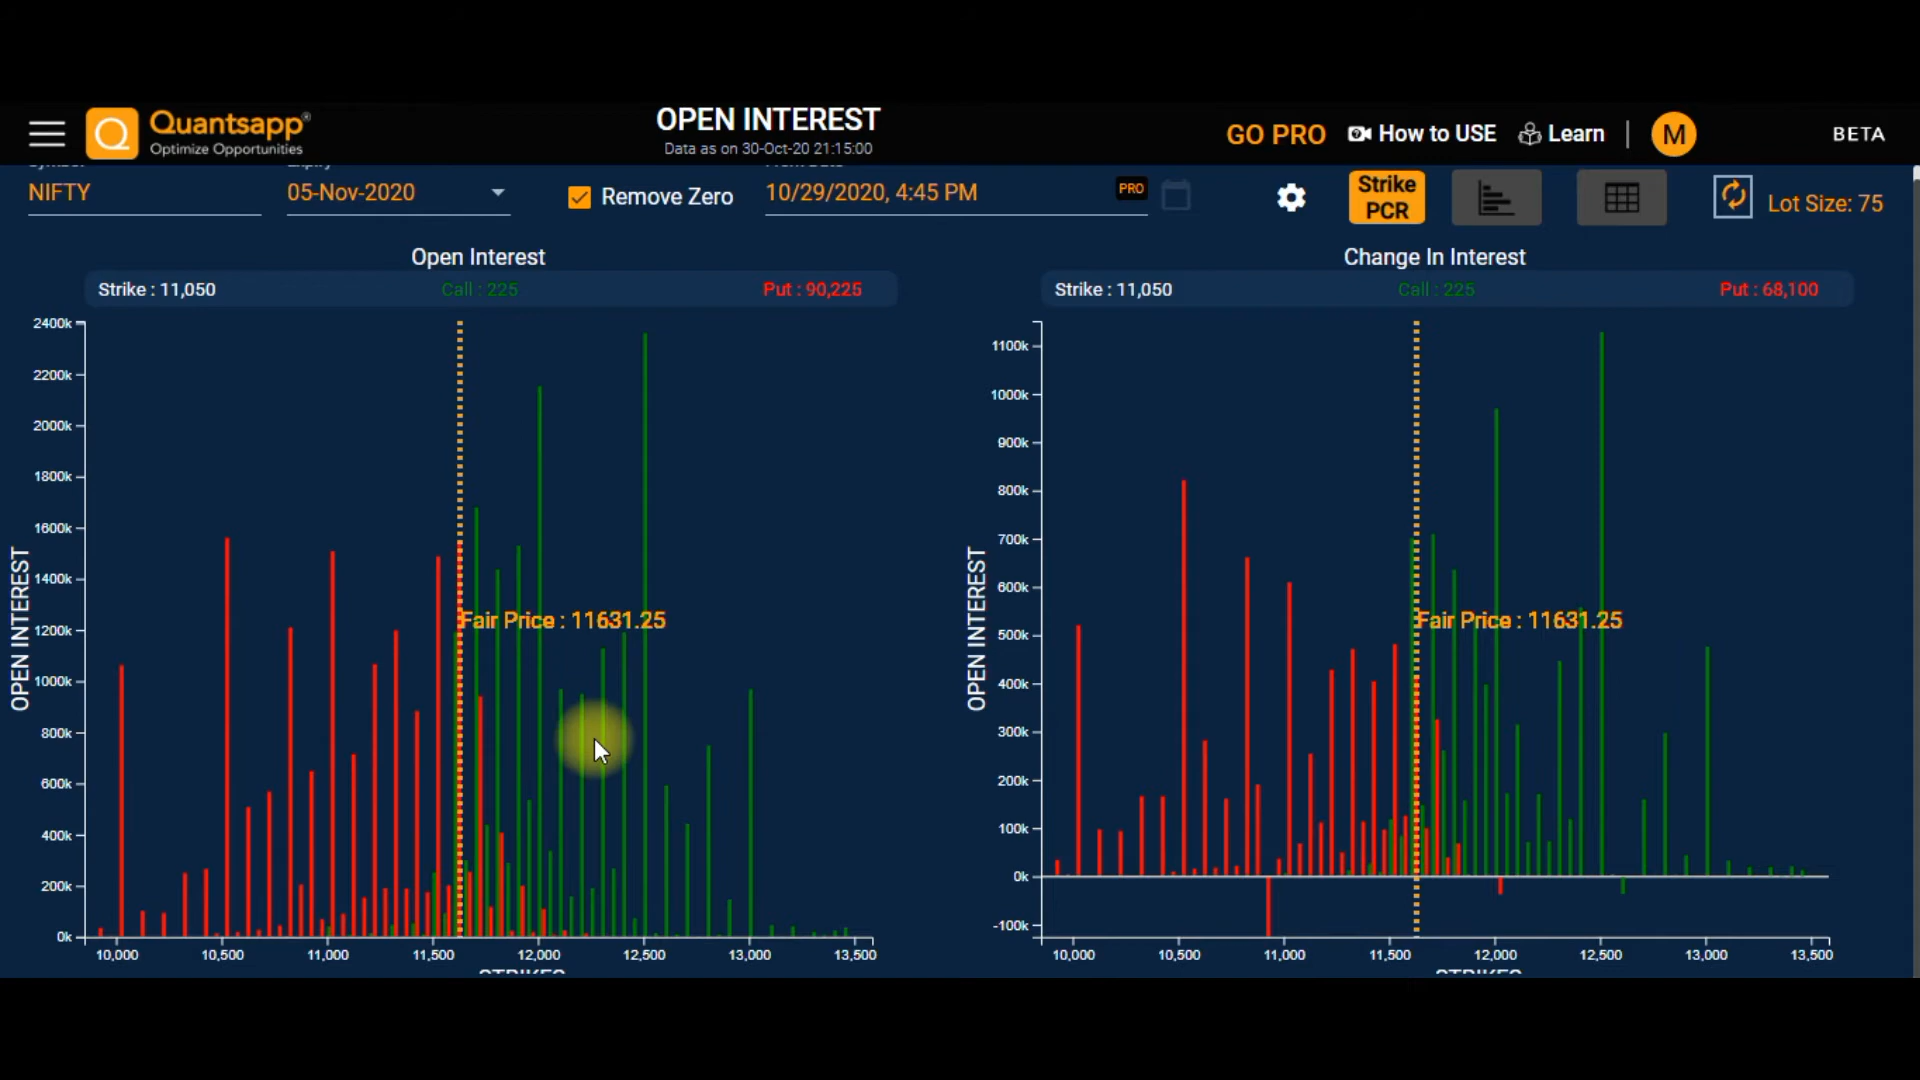 Quantsapp®
Optimize Opportunities
OPEN INTEREST
Data as on 30-Oct-20 21:15:00
GO PRO
How to USE
Learn
M
BETA
NIFTY
05-Nov-2020
Remove Zero
10/29/2020, 4:45 PM
PRO
Strike PCR
Lot Size: 75
Open Interest
Strike : 11,050 Call : 225 Put : 90,225
2400k
2200k
2000k
1800k
1600k
1400k
1200k
1000k
800k
600k
400k
200k
0k
OPEN INTEREST
Fair Price : 11631.25
10,000 10,500 11,000 11,500 12,000 12,500 13,000 13,500
STRIKES
Change In Interest
Strike : 11,050 Call : 225 Put : 68,100
1100k
1000k
900k
800k
700k
600k
500k
400k
300k
200k
100k
0k
-100k
OPEN INTEREST
Fair Price : 11631.25
10,000 10,500 11,000 11,500 12,000 12,500 13,000 13,500
STRIKES